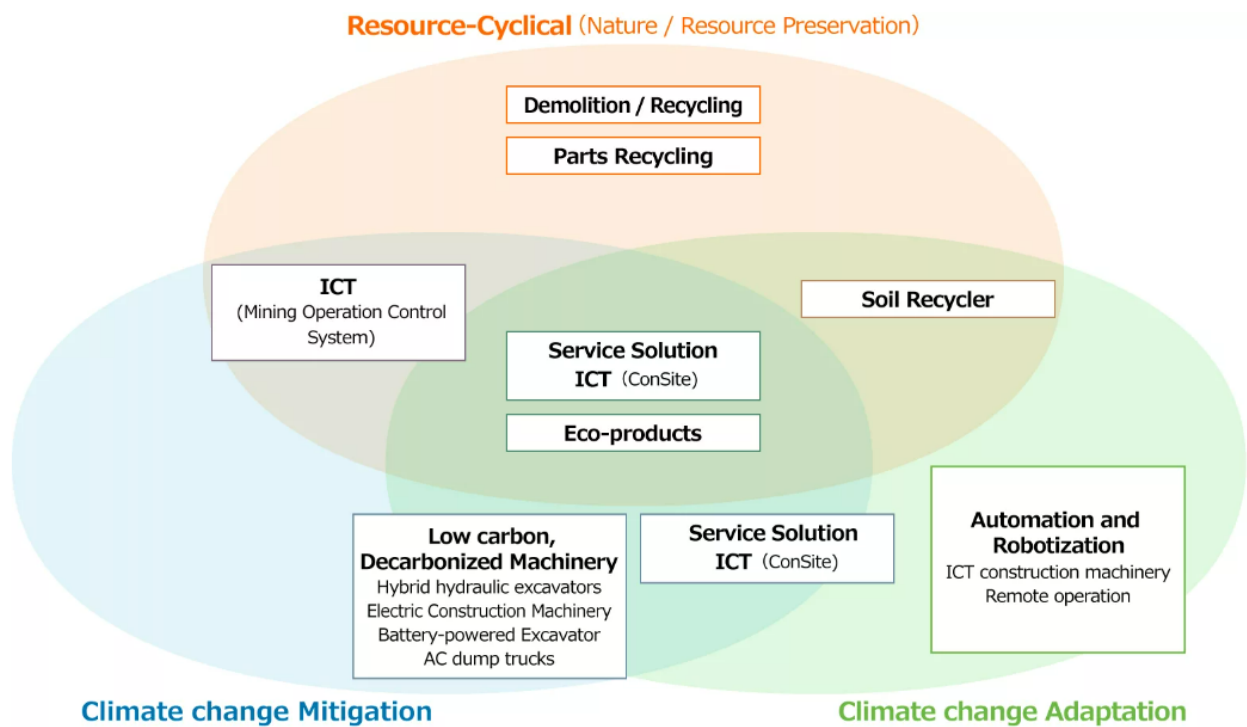 Resource-Cyclical (Nature / Resource Preservation)
Demolition / Recycling
Parts Recycling
ICT
(Mining Operation Control
System)
Soil Recycler
Service Solution
ICT (ConSite)
Eco-products
Low carbon,
Decarbonized Machinery
Hybrid hydraulic excavators
Electric Construction Machinery
Battery-powered Excavator
AC dump trucks
Service Solution
ICT (ConSite)
Automation and
Robotization
ICT construction machinery
Remote operation
Climate change Mitigation
Climate change Adaptation